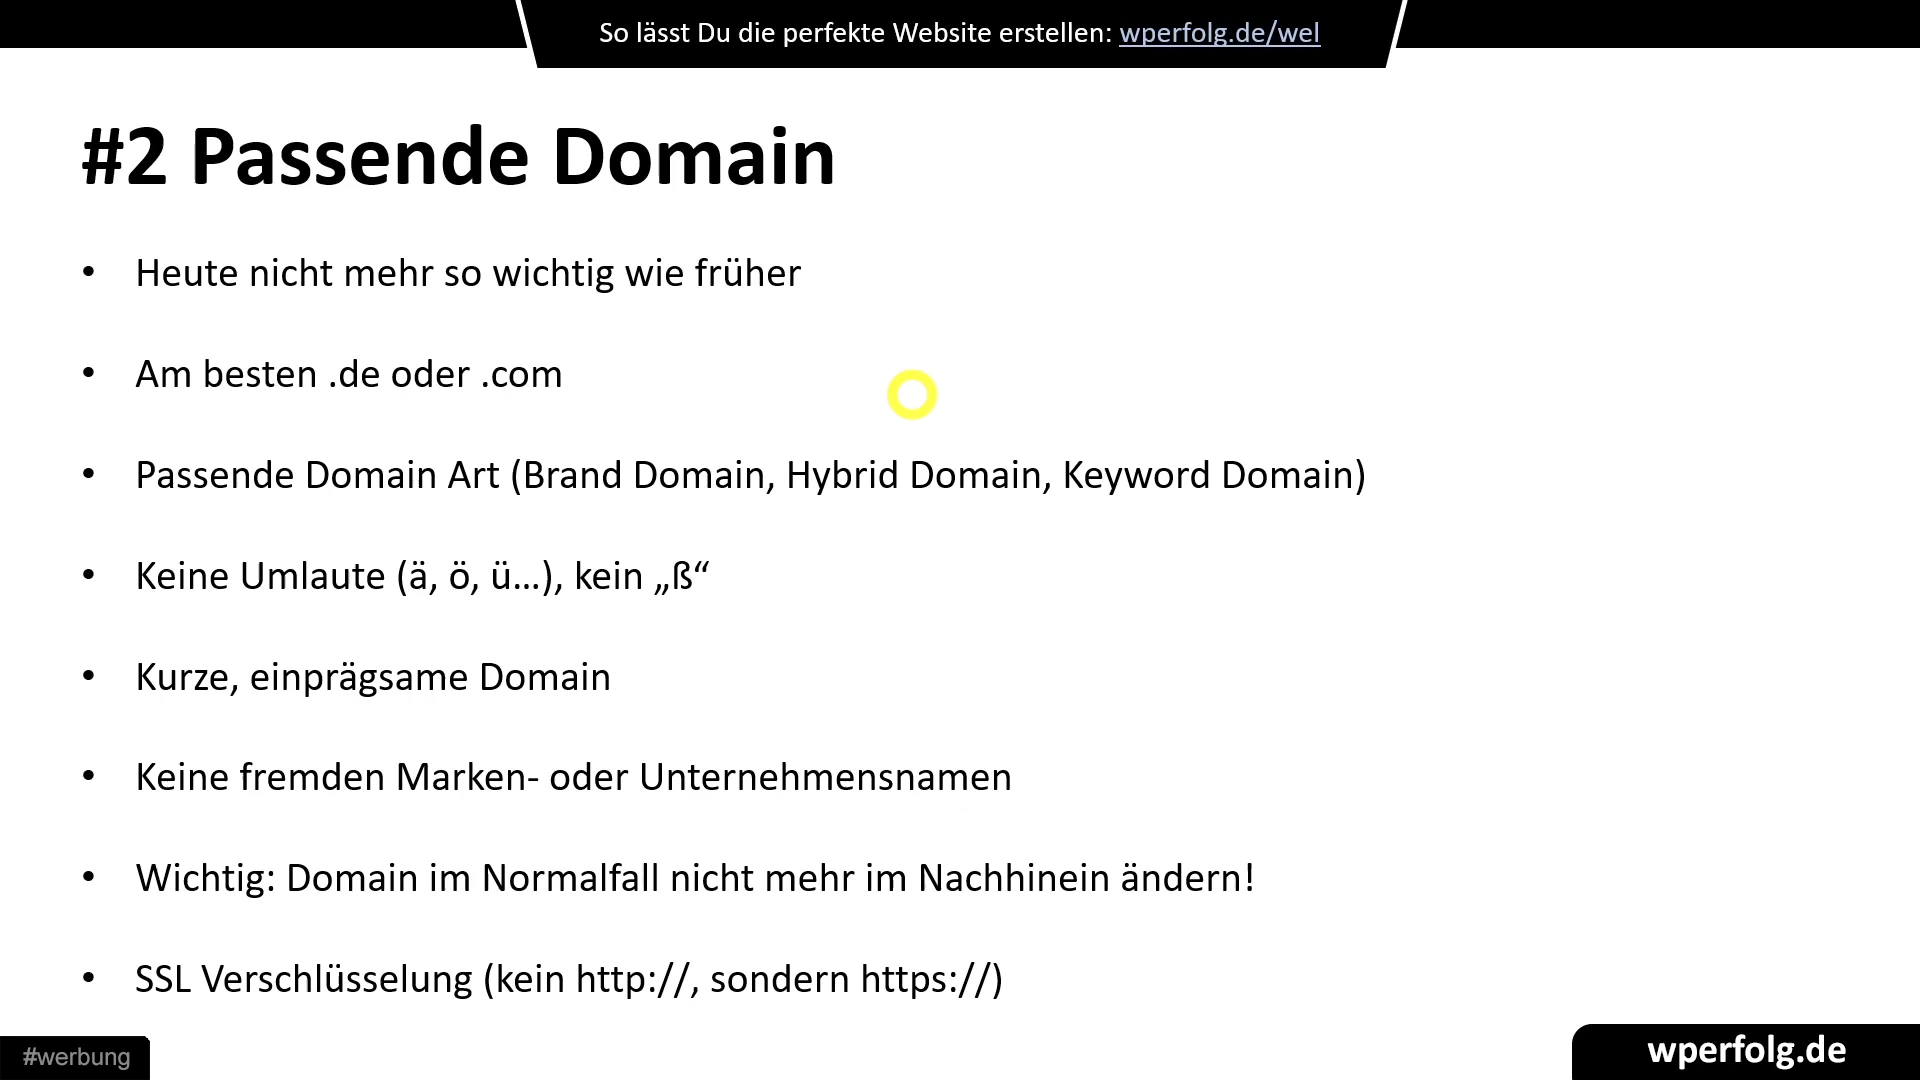 So lässt Du die perfekte Website erstellen: wperfolg.de/wel
#2 Passende Domain
• Heute nicht mehr so wichtig wie früher
• Am besten .de oder .com
• Passende Domain Art (Brand Domain, Hybrid Domain, Keyword Domain)
• Keine Umlaute (ä, ö, ü…), kein „ß“
• Kurze, einprägsame Domain
• Keine fremden Marken- oder Unternehmensnamen
• Wichtig: Domain im Normalfall nicht mehr im Nachhinein ändern!
• SSL Verschlüsselung (kein http://, sondern https://)
#werbung
wperfolg.de